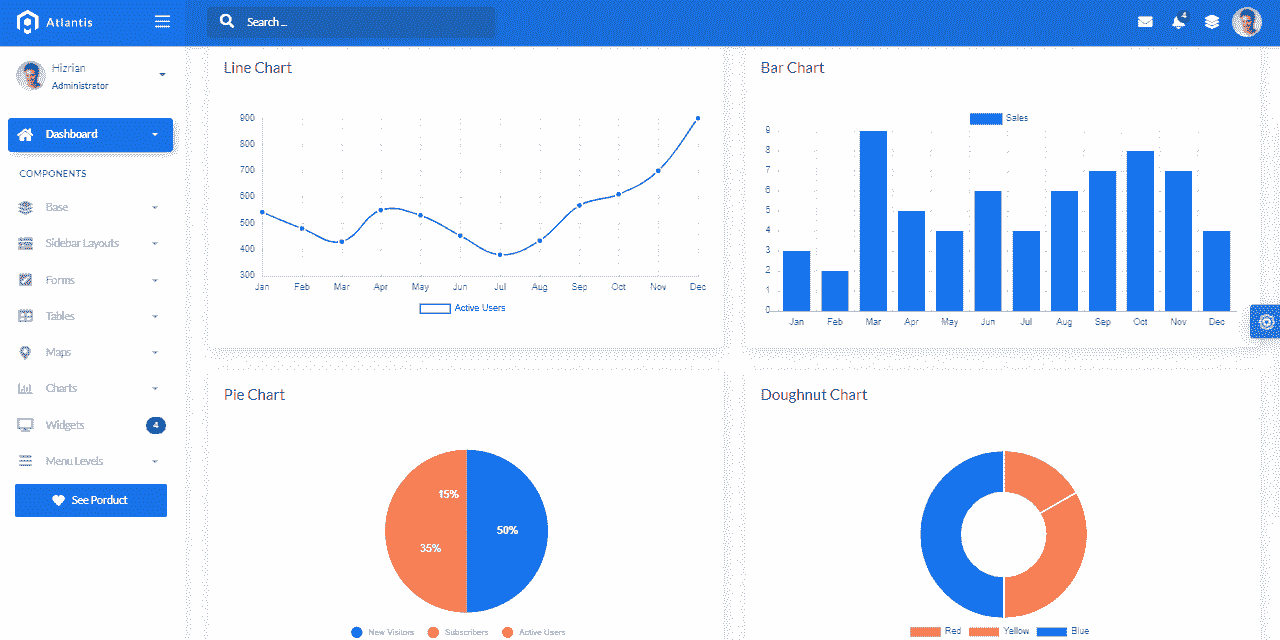 Atlantis
Search ...
4
Hizrian
Administrator
Dashboard
COMPONENTS
Base
Sidebar Layouts
Forms
Tables
Maps
Charts
Widgets 4
Menu Levels
See Porduct
Line Chart
900
800
700
600
500
400
300
Jan Feb Mar Apr May Jun Jul Aug Sep Oct Nov Dec
Active Users
Bar Chart
Sales
9
8
7
6
5
4
3
2
1
0
Jan Feb Mar Apr May Jun Jul Aug Sep Oct Nov Dec
Pie Chart
15%
50%
35%
New Visitors Subscribers Active Users
Doughnut Chart
Red Yellow Blue